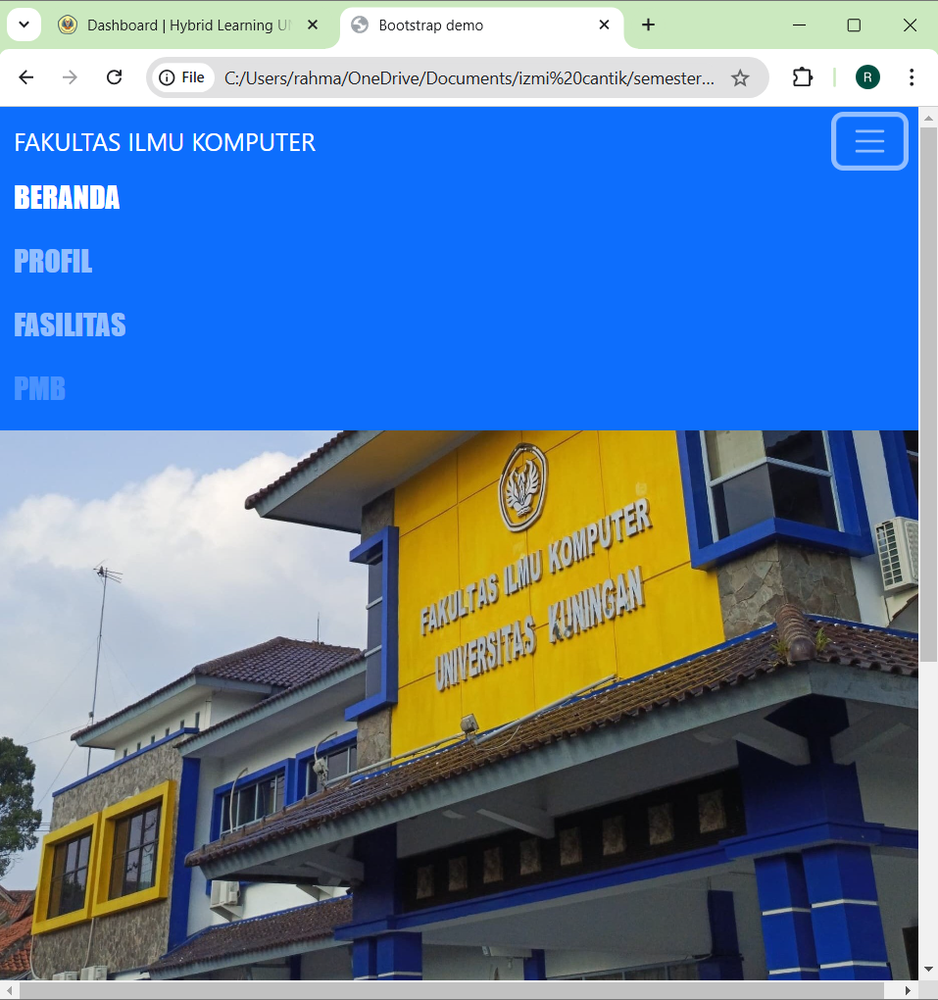 Dashboard | Hybrid Learning UN
Bootstrap demo
File
C:/Users/rahma/OneDrive/Documents/izmi%20cantik/semester...
R
FAKULTAS ILMU KOMPUTER
BERANDA
PROFIL
FASILITAS
PMB
FAKULTAS ILMU KOMPUTER
UNIVERSITAS KUNINGAN